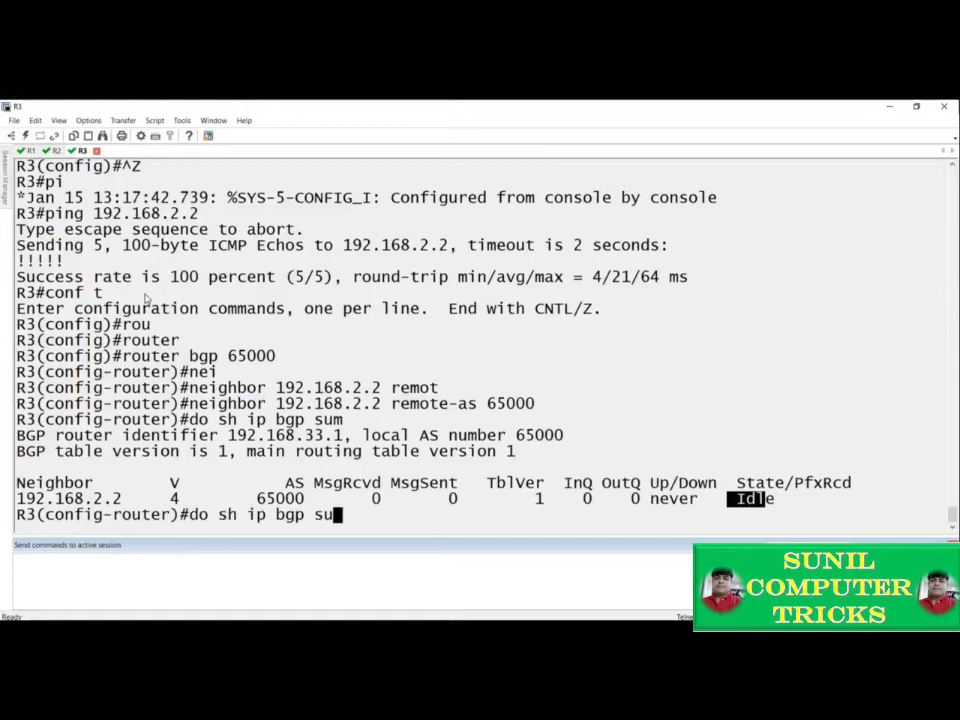 R3
File Edit View Options Transfer Script Tools Window Help
R1 R2 R3
Session Manager
R3(config)#^Z
R3#pi
*Jan 15 13:17:42.739: %SYS-5-CONFIG_I: Configured from console by console
R3#ping 192.168.2.2
Type escape sequence to abort.
Sending 5, 100-byte ICMP Echos to 192.168.2.2, timeout is 2 seconds:
!!!!!
Success rate is 100 percent (5/5), round-trip min/avg/max = 4/21/64 ms
R3#conf t
Enter configuration commands, one per line.  End with CNTL/Z.
R3(config)#rou
R3(config)#router
R3(config)#router bgp 65000
R3(config-router)#nei
R3(config-router)#neighbor 192.168.2.2 remot
R3(config-router)#neighbor 192.168.2.2 remote-as 65000
R3(config-router)#do sh ip bgp sum
BGP router identifier 192.168.33.1, local AS number 65000
BGP table version is 1, main routing table version 1
Neighbor V AS MsgRcvd MsgSent TblVer InQ OutQ Up/Down State/PfxRcd
192.168.2.2 4 65000 0 0 1 0 0 never Idle
R3(config-router)#do sh ip bgp su
Send commands to active session
SUNIL
COMPUTER
TRICKS
Ready